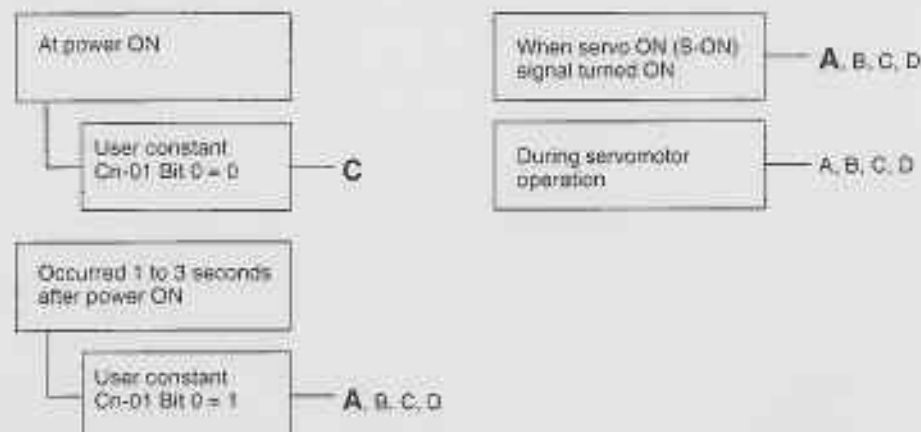 At power ON
User constant
Cn-01 Bit 0 = 0
C
Occurred 1 to 3 seconds
after power ON
User constant
Cn-01 Bit 0 = 1
A, B, C, D
When servo ON (S-ON)
signal turned ON
A, B, C, D
During servomotor
operation
A, B, C, D